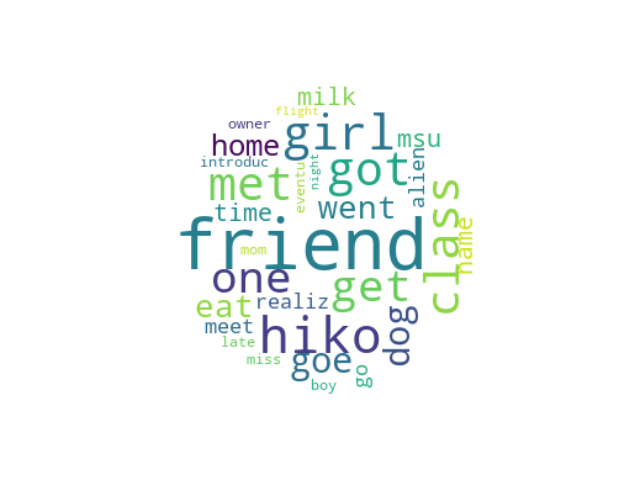 milk
flight
owner
girl
msu
home
introduc
met
eventu
night
got
alien
time
went
friend
mom
class
name
one
realiz
get
eat
meet
hiko
dog
late
miss
goe
go
boy